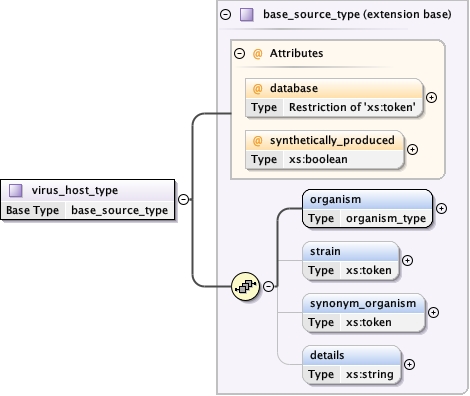 base_source_type (extension base)
@ Attributes
@ database
Type Restriction of 'xs:token'
@ synthetically_produced
Type xs:boolean
virus_host_type
Base Type base_source_type
organism
Type organism_type
strain
Type xs:token
synonym_organism
Type xs:token
details
Type xs:string